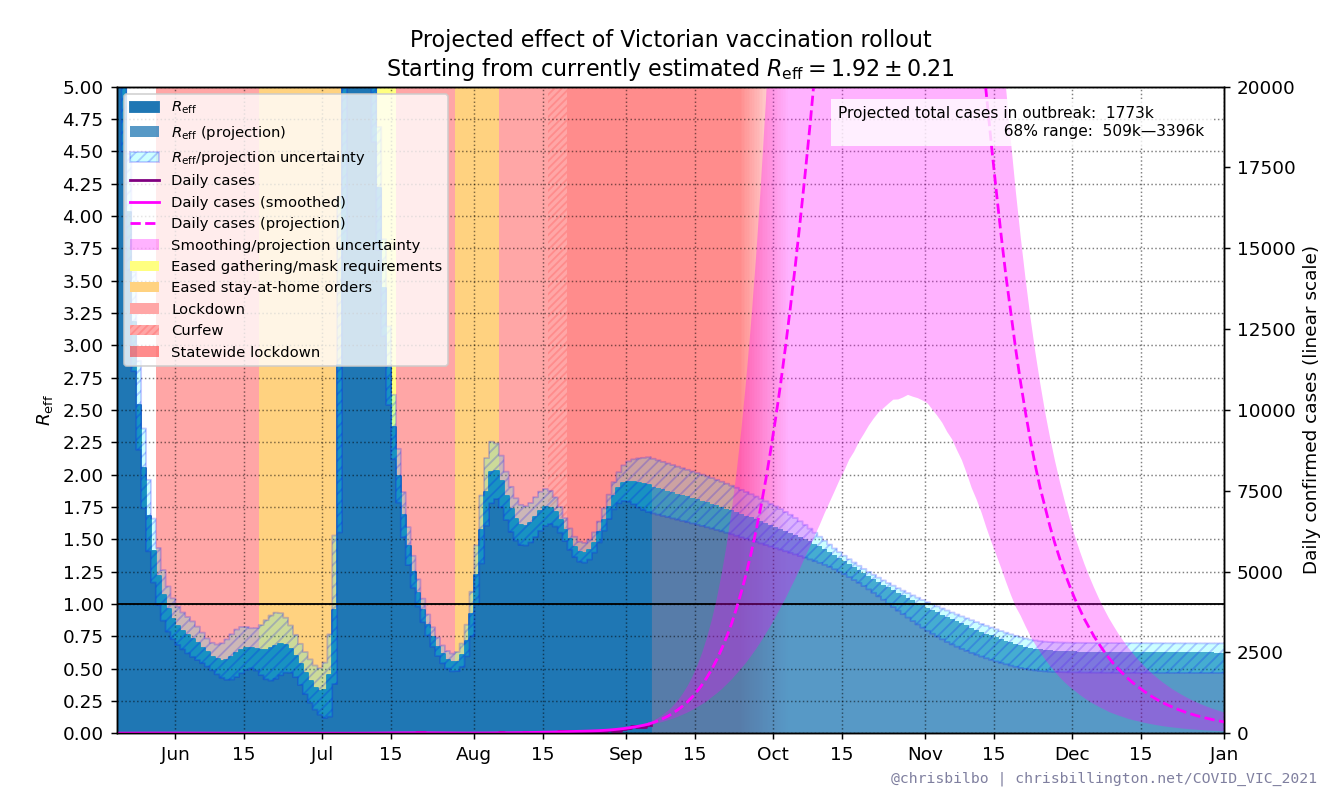 Projected effect of Victorian vaccination rollout
Starting from currently estimated R_eff = 1.92 ± 0.21
R_eff
R_eff (projection)
R_eff/projection uncertainty
Daily cases
Daily cases (smoothed)
Daily cases (projection)
Smoothing/projection uncertainty
Eased gathering/mask requirements
Eased stay-at-home orders
Lockdown
Curfew
Statewide lockdown
Projected total cases in outbreak: 1773k
68% range: 509k—3396k
R_eff
5.00
4.75
4.50
4.25
4.00
3.75
3.50
3.25
3.00
2.75
2.50
2.25
2.00
1.75
1.50
1.25
1.00
0.75
0.50
0.25
0.00
20000
17500
15000
12500
10000
7500
5000
2500
0
Daily confirmed cases (linear scale)
Jun 15 Jul 15 Aug 15 Sep 15 Oct 15 Nov 15 Dec 15 Jan
@chrisbilbo | chrisbillington.net/COVID_VIC_2021